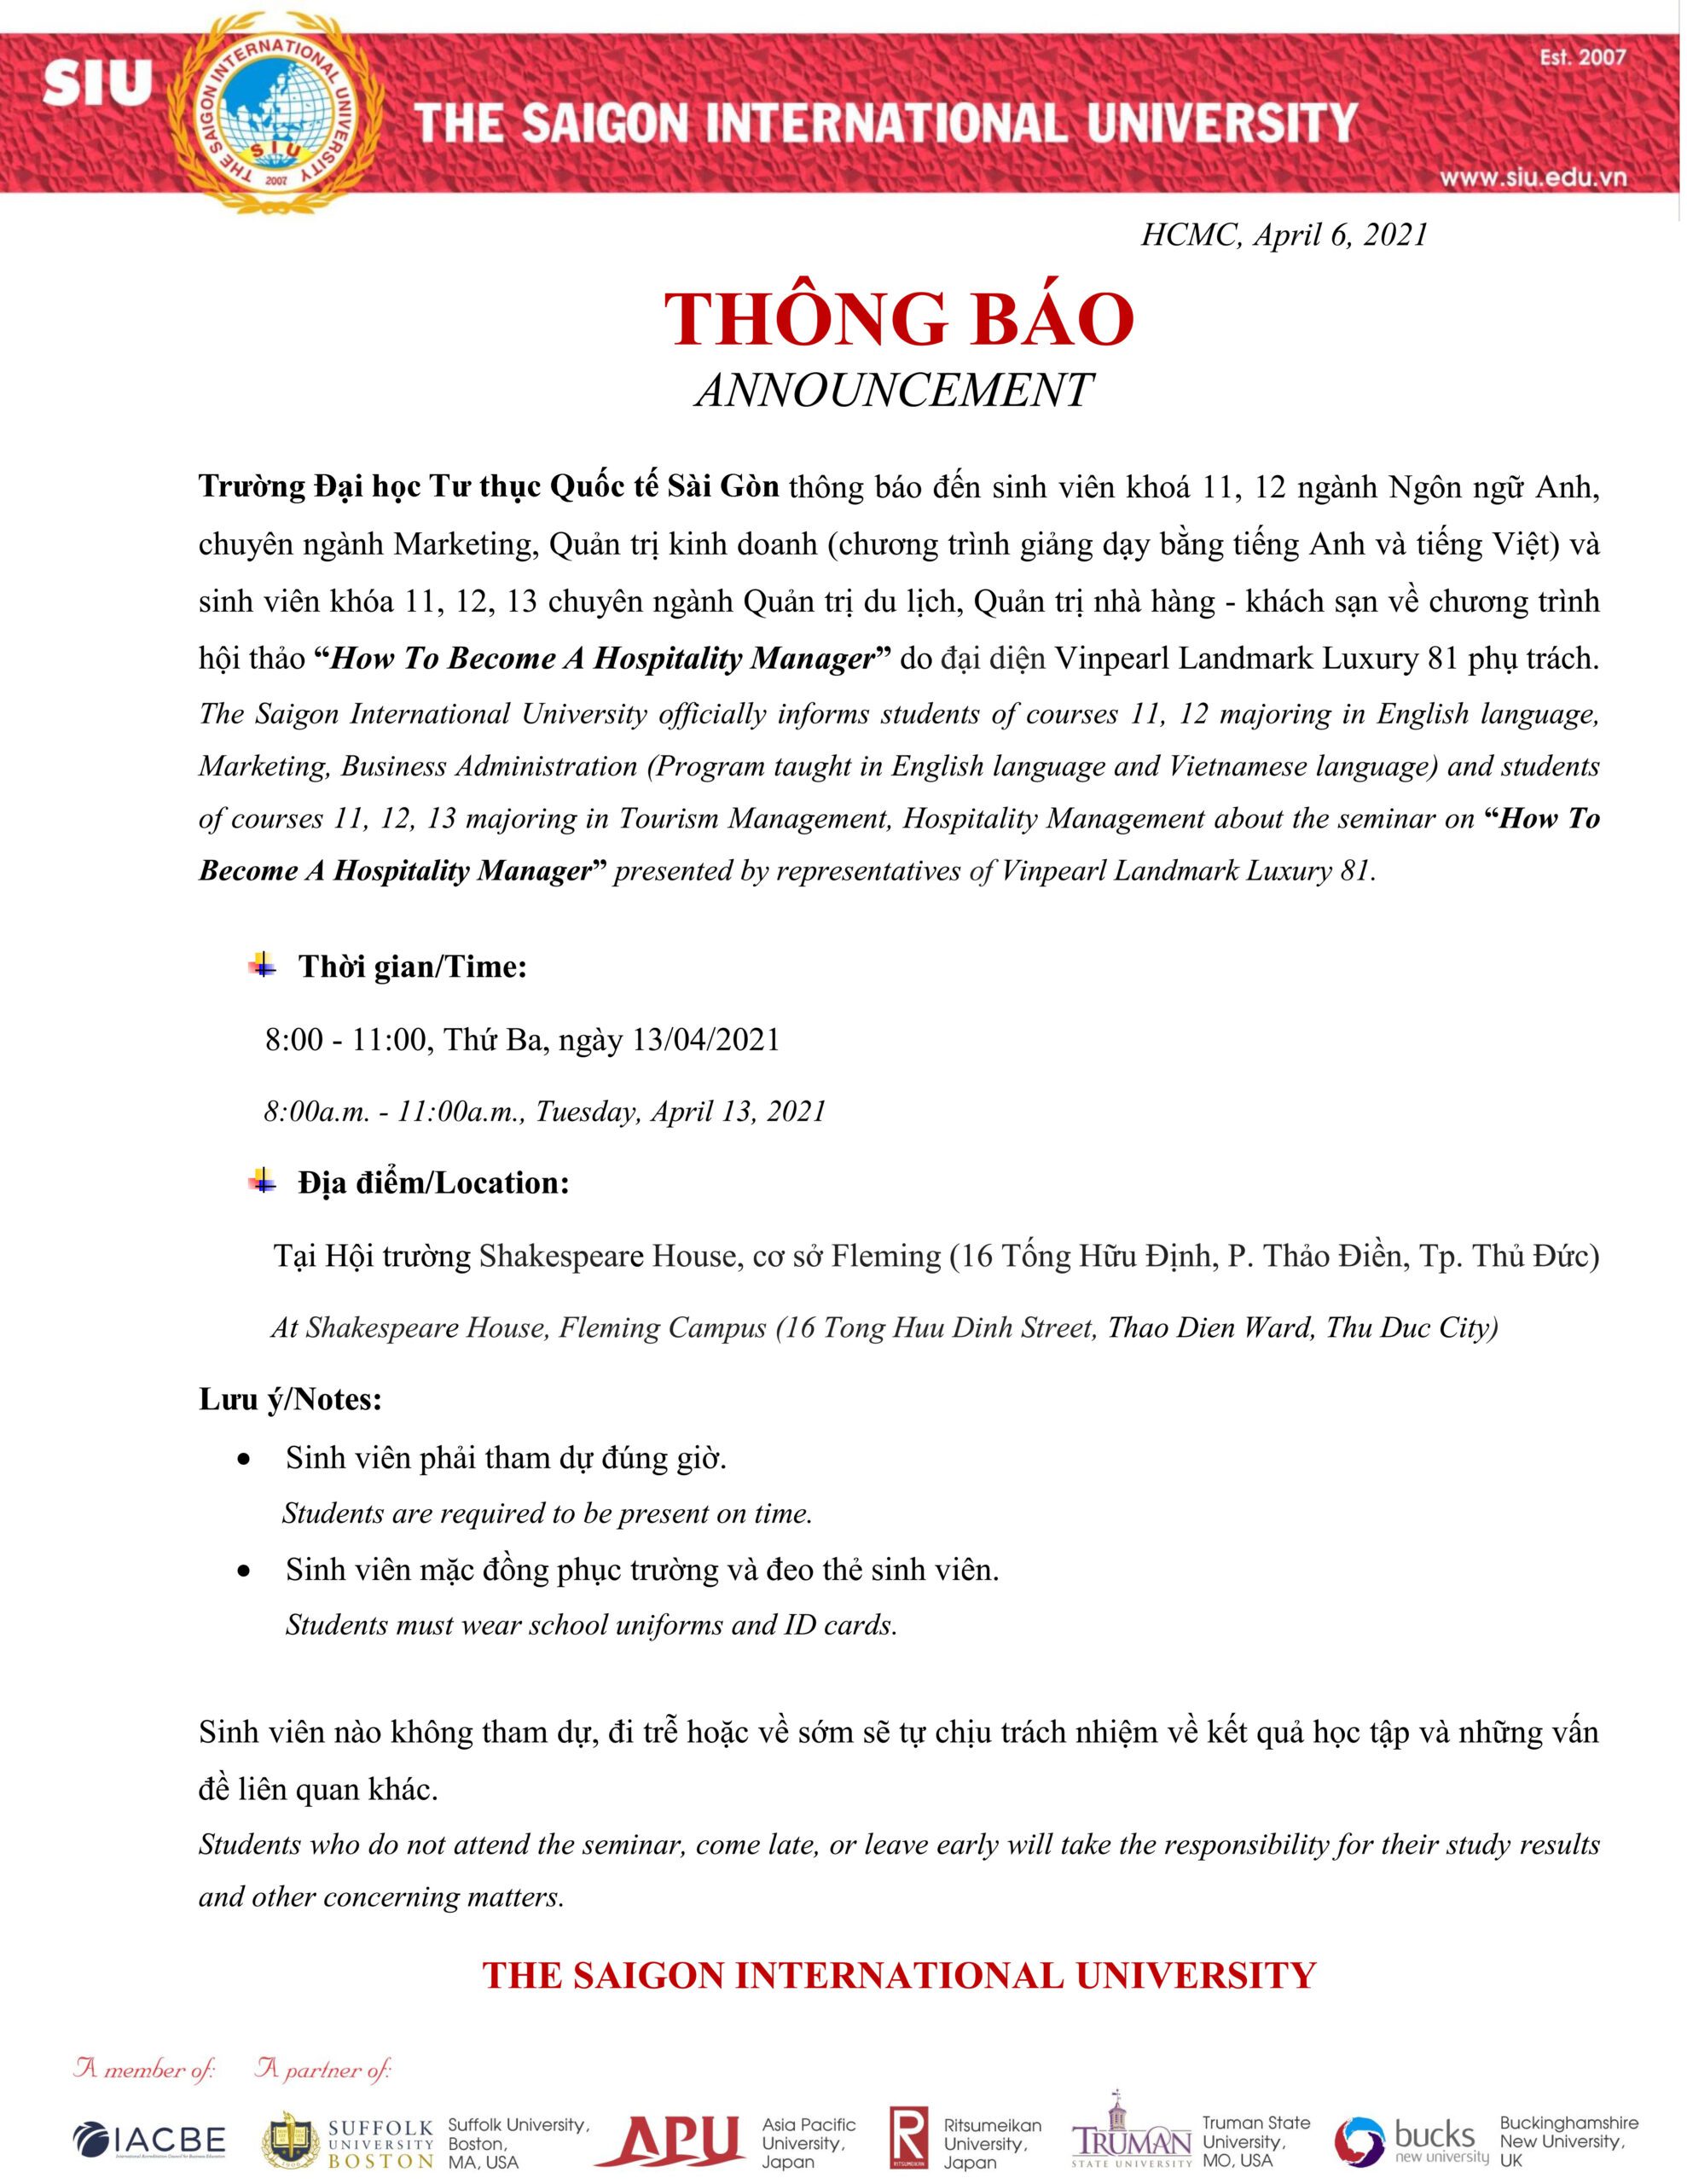 SIU
THE SAIGON INTERNATIONAL UNIVERSITY
S I U
2007
Est. 2007
THE SAIGON INTERNATIONAL UNIVERSITY
www.siu.edu.vn
HCMC, April 6, 2021
THÔNG BÁO
ANNOUNCEMENT
Trường Đại học Tư thục Quốc tế Sài Gòn thông báo đến sinh viên khoá 11, 12 ngành Ngôn ngữ Anh,
chuyên ngành Marketing, Quản trị kinh doanh (chương trình giảng dạy bằng tiếng Anh và tiếng Việt) và
sinh viên khóa 11, 12, 13 chuyên ngành Quản trị du lịch, Quản trị nhà hàng - khách sạn về chương trình
hội thảo “How To Become A Hospitality Manager” do đại diện Vinpearl Landmark Luxury 81 phụ trách.
The Saigon International University officially informs students of courses 11, 12 majoring in English language,
Marketing, Business Administration (Program taught in English language and Vietnamese language) and students
of courses 11, 12, 13 majoring in Tourism Management, Hospitality Management about the seminar on “How To
Become A Hospitality Manager” presented by representatives of Vinpearl Landmark Luxury 81.
Thời gian/Time:
8:00 - 11:00, Thứ Ba, ngày 13/04/2021
8:00a.m. - 11:00a.m., Tuesday, April 13, 2021
Địa điểm/Location:
Tại Hội trường Shakespeare House, cơ sở Fleming (16 Tống Hữu Định, P. Thảo Điền, Tp. Thủ Đức)
At Shakespeare House, Fleming Campus (16 Tong Huu Dinh Street, Thao Dien Ward, Thu Duc City)
Lưu ý/Notes:
• Sinh viên phải tham dự đúng giờ.
Students are required to be present on time.
• Sinh viên mặc đồng phục trường và đeo thẻ sinh viên.
Students must wear school uniforms and ID cards.
Sinh viên nào không tham dự, đi trễ hoặc về sớm sẽ tự chịu trách nhiệm về kết quả học tập và những vấn
đề liên quan khác.
Students who do not attend the seminar, come late, or leave early will take the responsibility for their study results
and other concerning matters.
THE SAIGON INTERNATIONAL UNIVERSITY
A member of: A partner of:
IACBE
SUFFOLK
UNIVERSITY
BOSTON
Suffolk University,
Boston,
MA, USA
APU
Asia Pacific
University,
Japan
R
RITSUMEIKAN
Ritsumeikan
University,
Japan
TRUMAN
STATE UNIVERSITY
Truman State
University,
MO, USA
bucks
new university
Buckinghamshire
New University,
UK